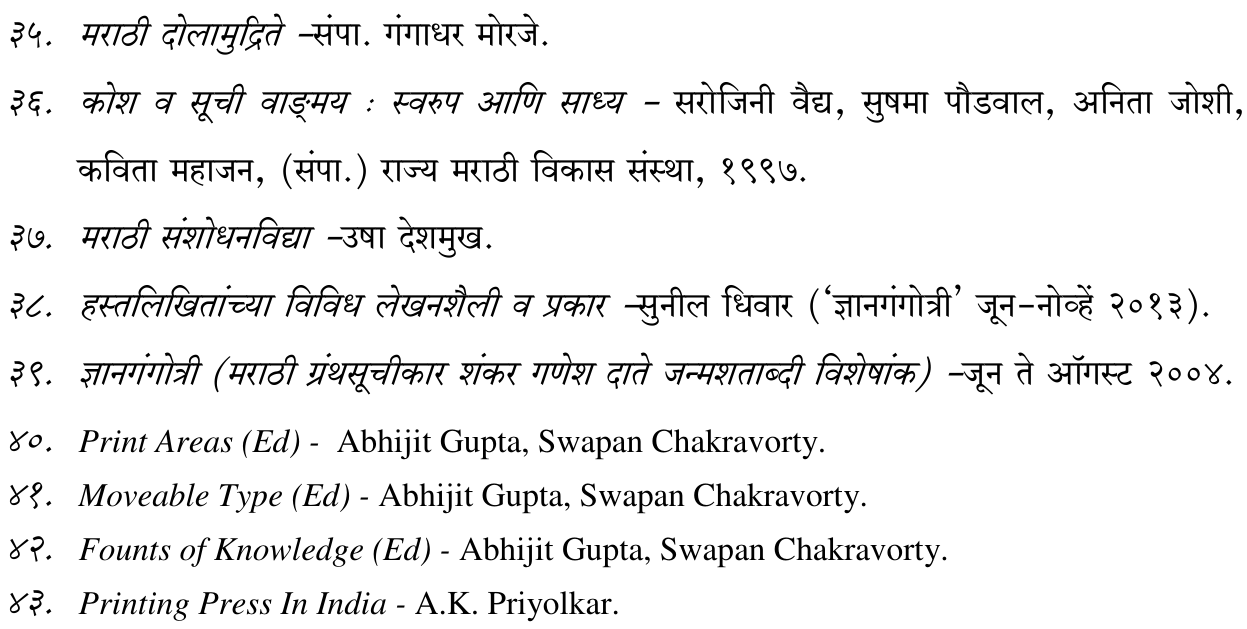 ३५. मराठी दोलामुद्रिते –संपा. गंगाधर मोरजे.
३६. कोश व सूची वाङ्मय : स्वरुप आणि साध्य – सरोजिनी वैद्य, सुषमा पौडवाल, अनिता जोशी,
कविता महाजन, (संपा.) राज्य मराठी विकास संस्था, १९९७.
३७. मराठी संशोधनविद्या –उषा देशमुख.
३८. हस्तलिखितांच्या विविध लेखनशैली व प्रकार –सुनील धिवार (‘ज्ञानगंगोत्री’ जून–नोव्हें २०१३).
३९. ज्ञानगंगोत्री (मराठी ग्रंथसूचीकार शंकर गणेश दाते जन्मशताब्दी विशेषांक) –जून ते ऑगस्ट २००४.
४०. Print Areas (Ed) - Abhijit Gupta, Swapan Chakravorty.
४१. Moveable Type (Ed) - Abhijit Gupta, Swapan Chakravorty.
४२. Founts of Knowledge (Ed) - Abhijit Gupta, Swapan Chakravorty.
४३. Printing Press In India - A.K. Priyolkar.